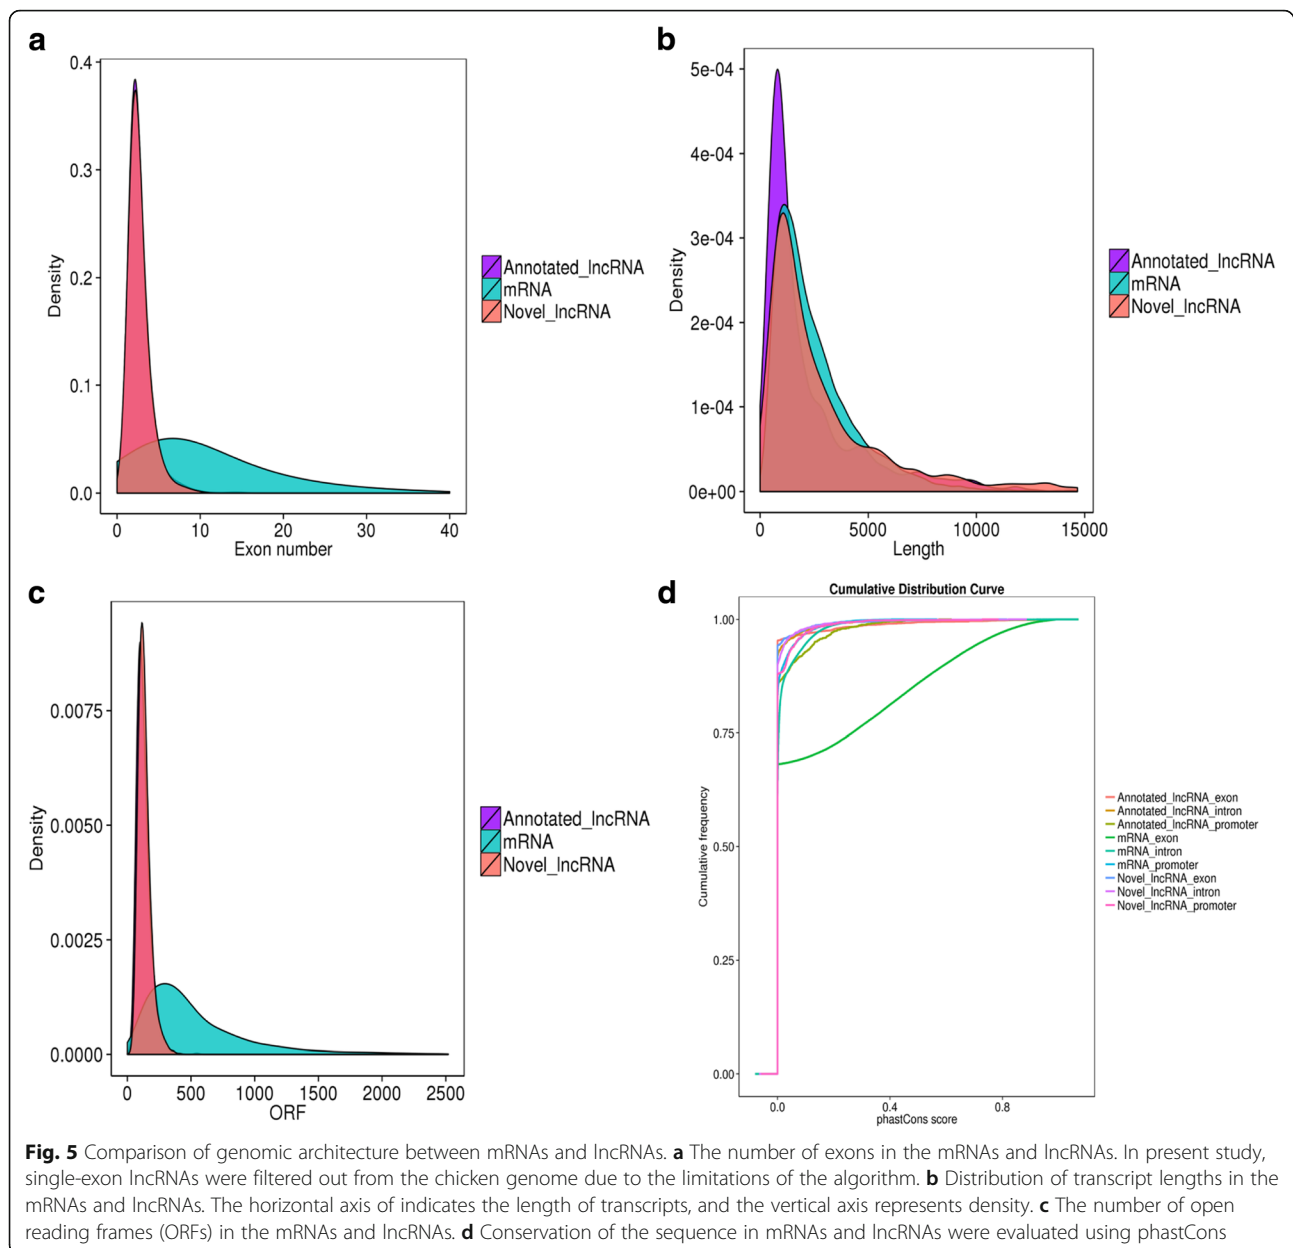 a
0.4
0.3
0.2
0.1
0.0
Density
0 10 20 30 40
Exon number
Annotated_lncRNA
mRNA
Novel_lncRNA
b
5e-04
4e-04
3e-04
2e-04
1e-04
0e+00
Density
0 5000 10000 15000
Length
Annotated_lncRNA
mRNA
Novel_lncRNA
c
0.0075
0.0050
0.0025
0.0000
Density
0 500 1000 1500 2000 2500
ORF
Annotated_lncRNA
mRNA
Novel_lncRNA
d
Cumulative Distribution Curve
1.00
0.75
0.50
0.25
0.00
Cumulative frequency
0.0 0.4 0.8
phastCons score
Annotated_lncRNA_exon
Annotated_lncRNA_intron
Annotated_lncRNA_promoter
mRNA_exon
mRNA_intron
mRNA_promoter
Novel_lncRNA_exon
Novel_lncRNA_intron
Novel_lncRNA_promoter
Fig. 5 Comparison of genomic architecture between mRNAs and lncRNAs. a The number of exons in the mRNAs and lncRNAs. In present study,
single-exon lncRNAs were filtered out from the chicken genome due to the limitations of the algorithm. b Distribution of transcript lengths in the
mRNAs and lncRNAs. The horizontal axis of indicates the length of transcripts, and the vertical axis represents density. c The number of open
reading frames (ORFs) in the mRNAs and lncRNAs. d Conservation of the sequence in mRNAs and lncRNAs were evaluated using phastCons